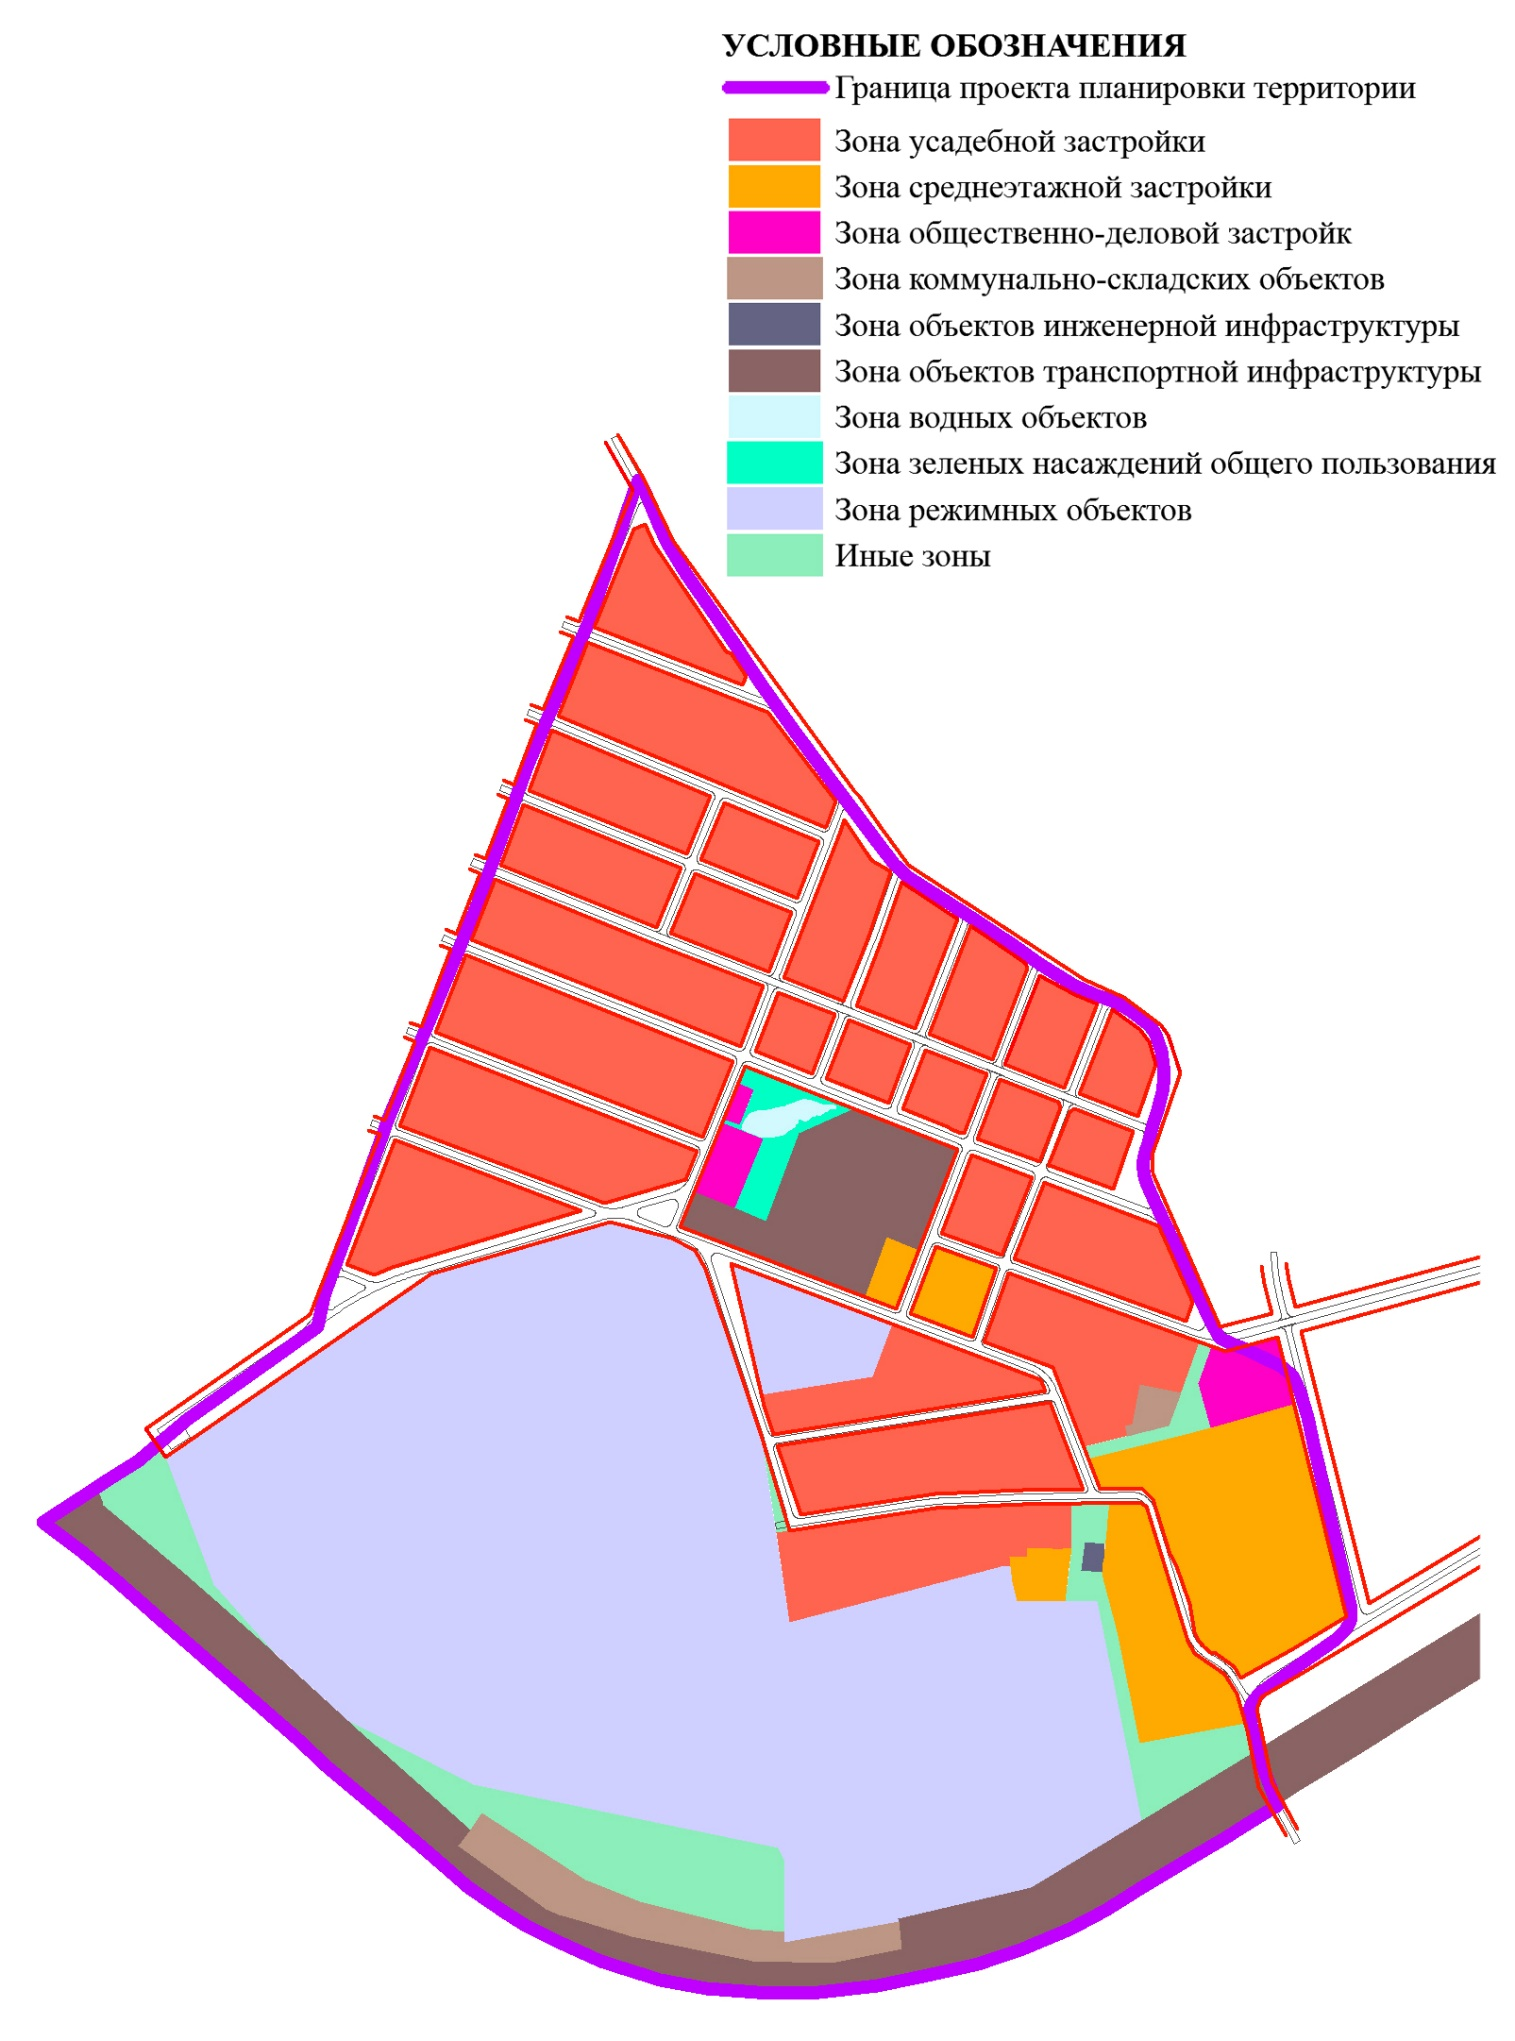 УСЛОВНЫЕ ОБОЗНАЧЕНИЯ
Граница проекта планировки территории
Зона усадебной застройки
Зона среднеэтажной застройки
Зона общественно-деловой застройк
Зона коммунально-складских объектов
Зона объектов инженерной инфраструктуры
Зона объектов транспортной инфраструктуры
Зона водных объектов
Зона зеленых насаждений общего пользования
Зона режимных объектов
Иные зоны